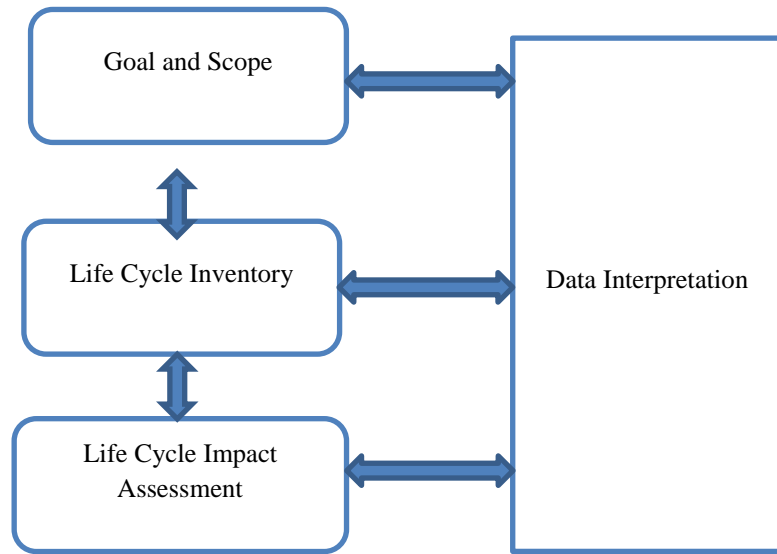 Goal and Scope
Life Cycle Inventory
Data Interpretation
Life Cycle Impact
Assessment